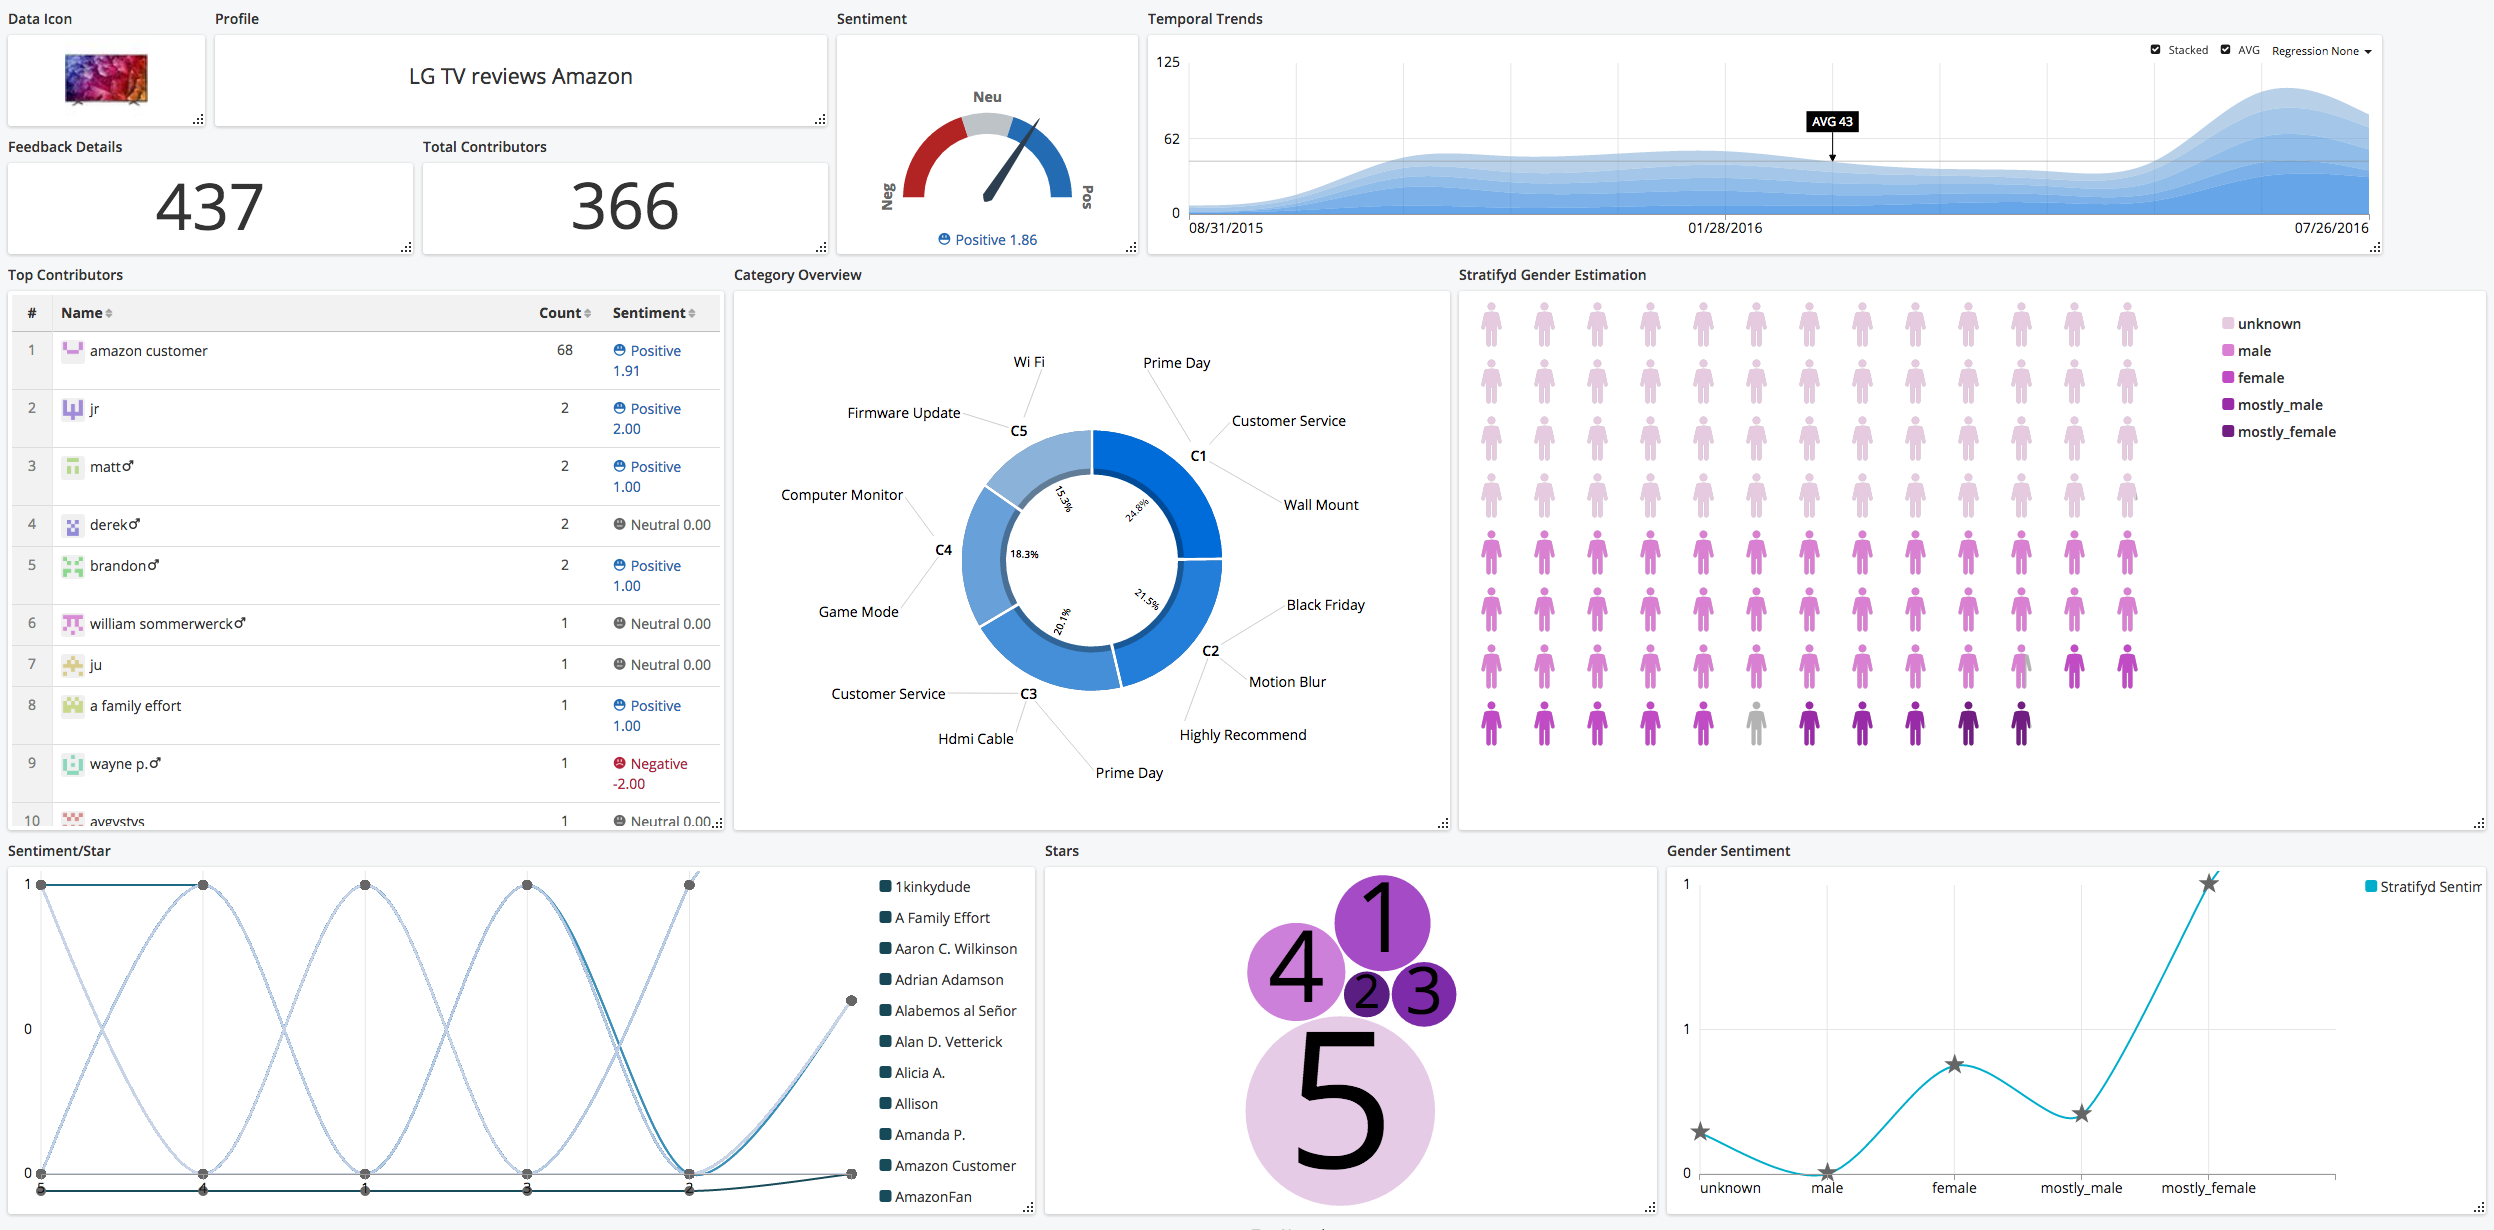 Data Icon
Profile
Sentiment
Temporal Trends
LG TV reviews Amazon
Neu
Neg
Pos
Positive 1.86
Stacked AVG Regression None
125
62
0
AVG 43
08/31/2015 01/28/2016 07/26/2016
Feedback Details
Total Contributors
437
366
Top Contributors
# Name Count Sentiment
1 amazon customer 68 Positive 1.91
2 jr 2 Positive 2.00
3 matt♂ 2 Positive 1.00
4 derek♂ 2 Neutral 0.00
5 brandon♂ 2 Positive 1.00
6 william sommerwerck♂ 1 Neutral 0.00
7 ju 1 Neutral 0.00
8 a family effort 1 Positive 1.00
9 wayne p.♂ 1 Negative -2.00
10 avgvstvs 1 Neutral 0.00
Category Overview
Wi Fi
Prime Day
Firmware Update
Customer Service
C5
C1
Computer Monitor
Wall Mount
15.3%
24.8%
C4
18.3%
21.5%
20.1%
Game Mode
Black Friday
C2
Motion Blur
Customer Service
C3
Hdmi Cable
Highly Recommend
Prime Day
Stratifyd Gender Estimation
unknown
male
female
mostly_male
mostly_female
Sentiment/Star
1
0
0
5 4 1 3 2
1kinkydude
A Family Effort
Aaron C. Wilkinson
Adrian Adamson
Alabemos al Señor
Alan D. Vetterick
Alicia A.
Allison
Amanda P.
Amazon Customer
AmazonFan
Stars
1
4
2
3
5
Gender Sentiment
1
1
0
Stratifyd Sentim
unknown male female mostly_male mostly_female